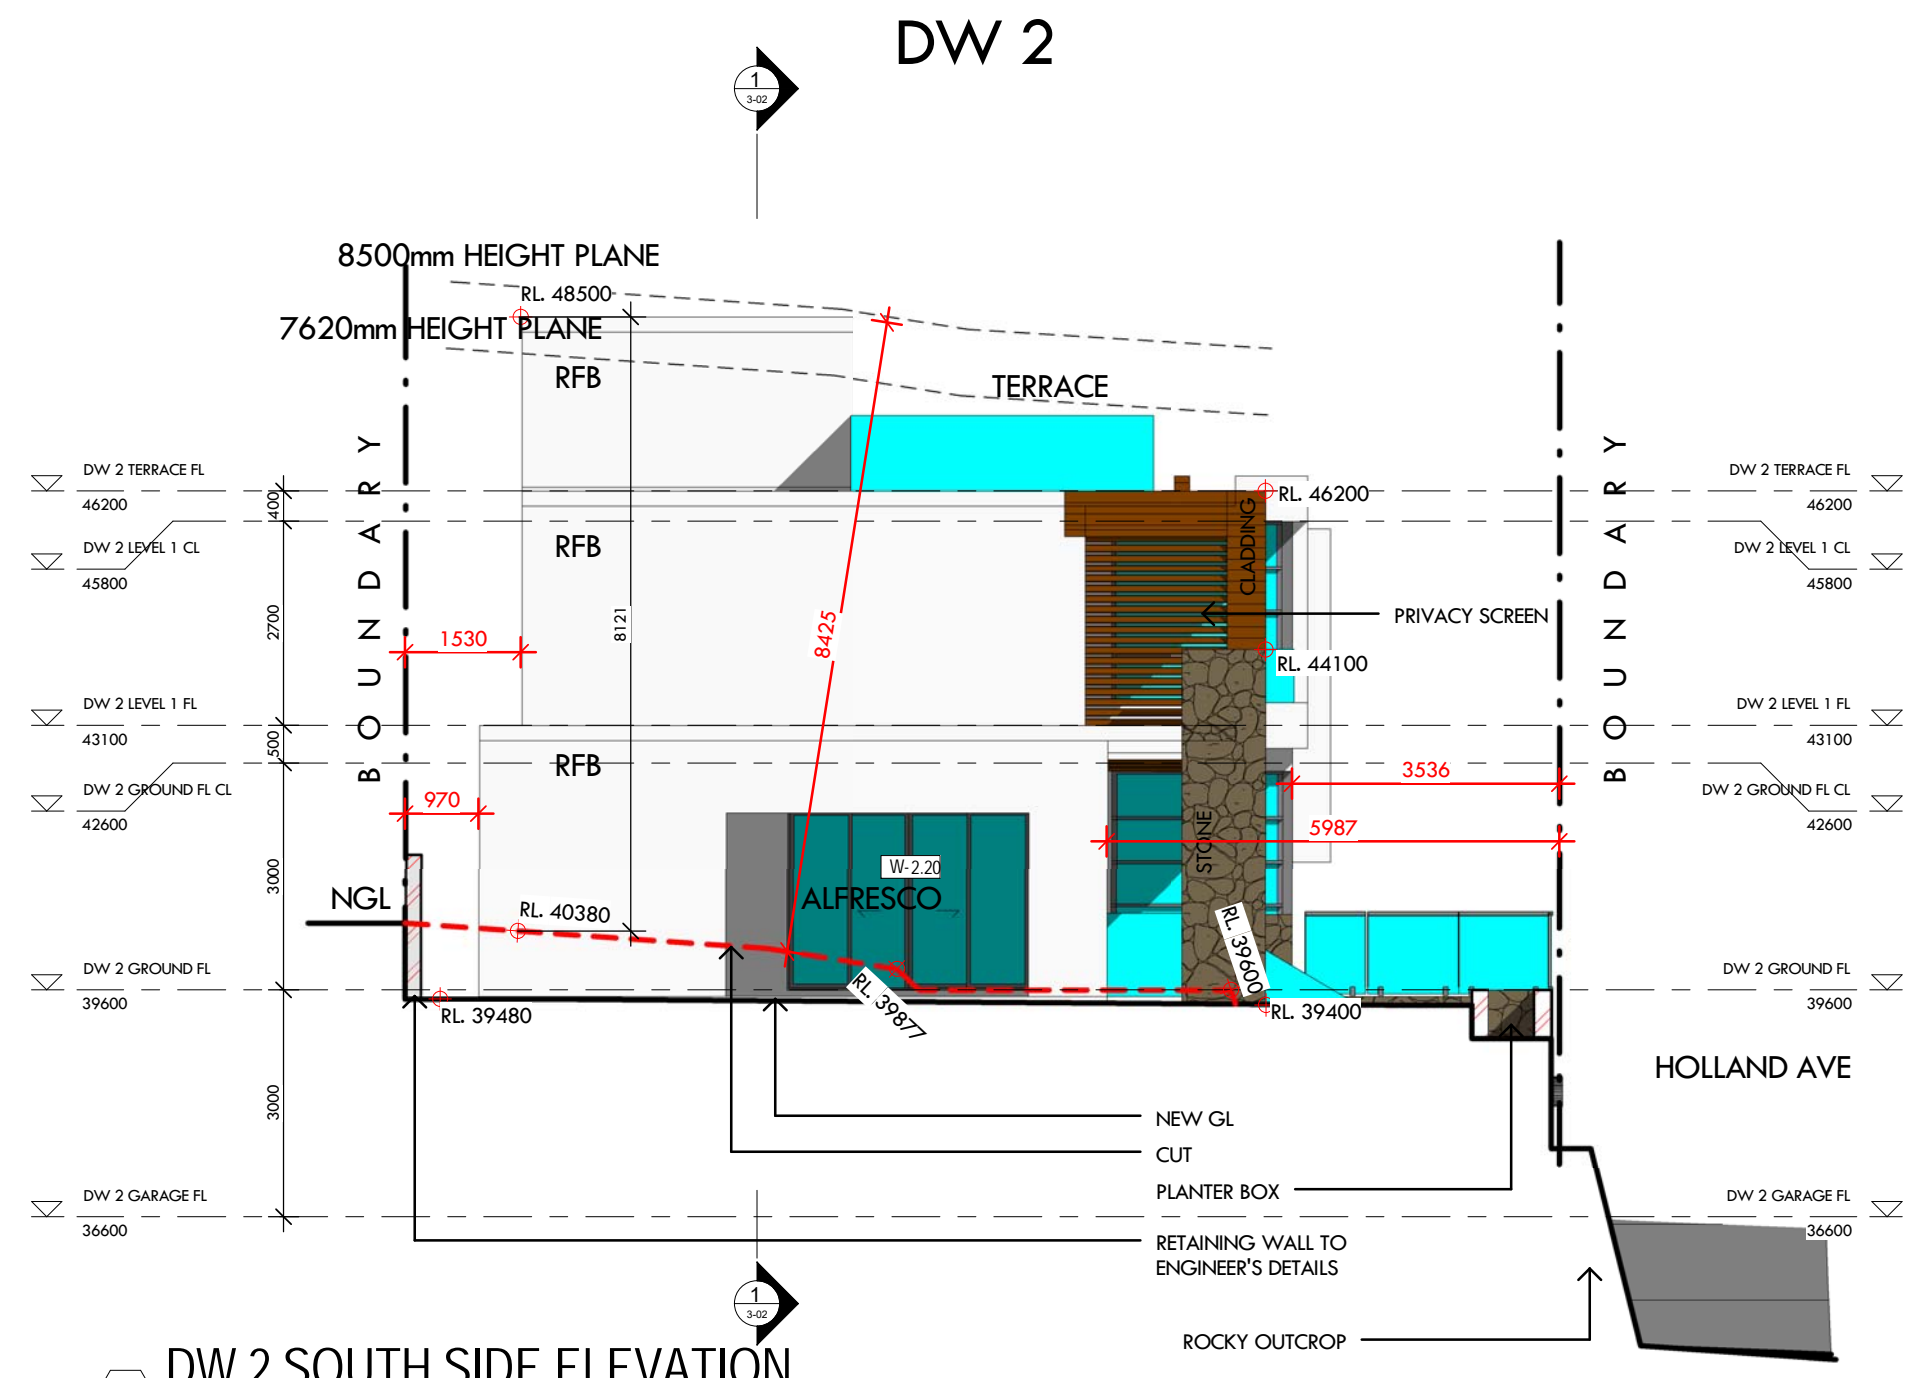 DW 2
1
3-02
8500mm HEIGHT PLANE
RL. 48500
7620mm HEIGHT PLANE
RFB
TERRACE
BOUNDARY
BOUNDARY
DW 2 TERRACE FL
46200
400
RL. 46200
DW 2 TERRACE FL
46200
DW 2 LEVEL 1 CL
45800
RFB
CLADDING
DW 2 LEVEL 1 CL
45800
2700
1530
8121
8425
PRIVACY SCREEN
RL. 44100
DW 2 LEVEL 1 FL
43100
500
DW 2 LEVEL 1 FL
43100
RFB
3536
DW 2 GROUND FL CL
42600
970
DW 2 GROUND FL CL
42600
5987
STONE
3000
W-2.20
NGL
ALFRESCO
RL. 40380
RL. 39600
DW 2 GROUND FL
39600
DW 2 GROUND FL
39600
RL. 39480
RL. 39877
RL. 39400
HOLLAND AVE
3000
NEW GL
CUT
PLANTER BOX
DW 2 GARAGE FL
36600
DW 2 GARAGE FL
36600
RETAINING WALL TO
ENGINEER'S DETAILS
1
3-02
ROCKY OUTCROP
DW 2 SOUTH SIDE ELEVATION